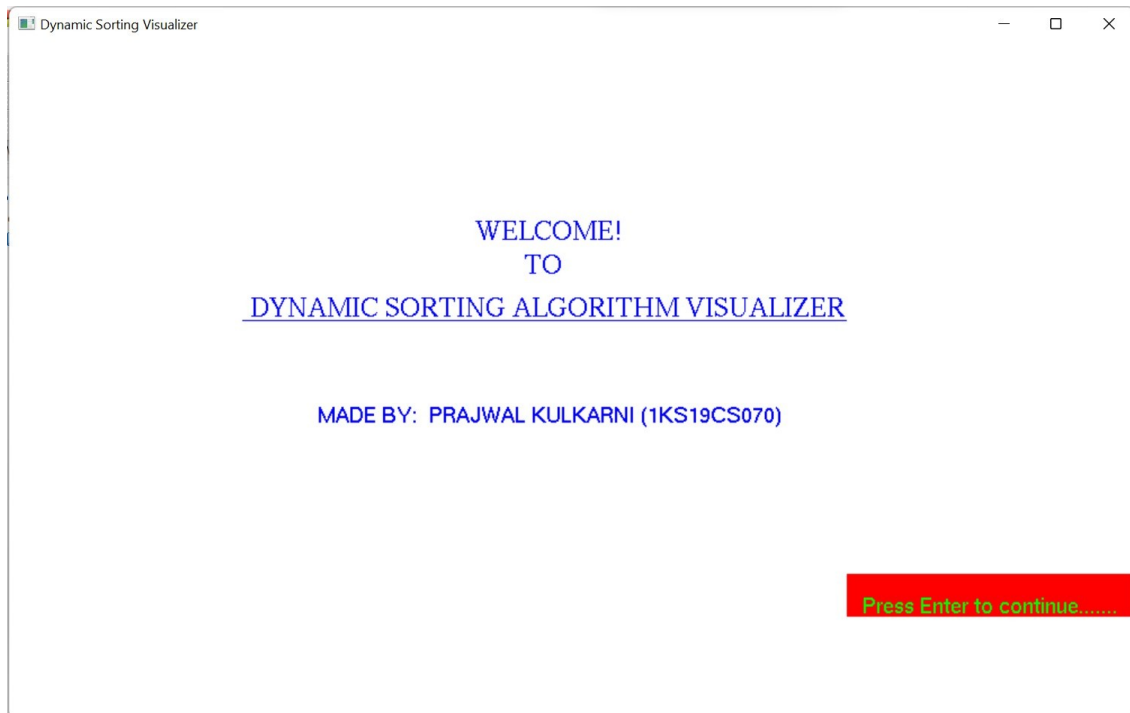 Dynamic Sorting Visualizer
WELCOME!
TO
DYNAMIC SORTING ALGORITHM VISUALIZER
MADE BY:  PRAJWAL KULKARNI (1KS19CS070)
Press Enter to continue.......